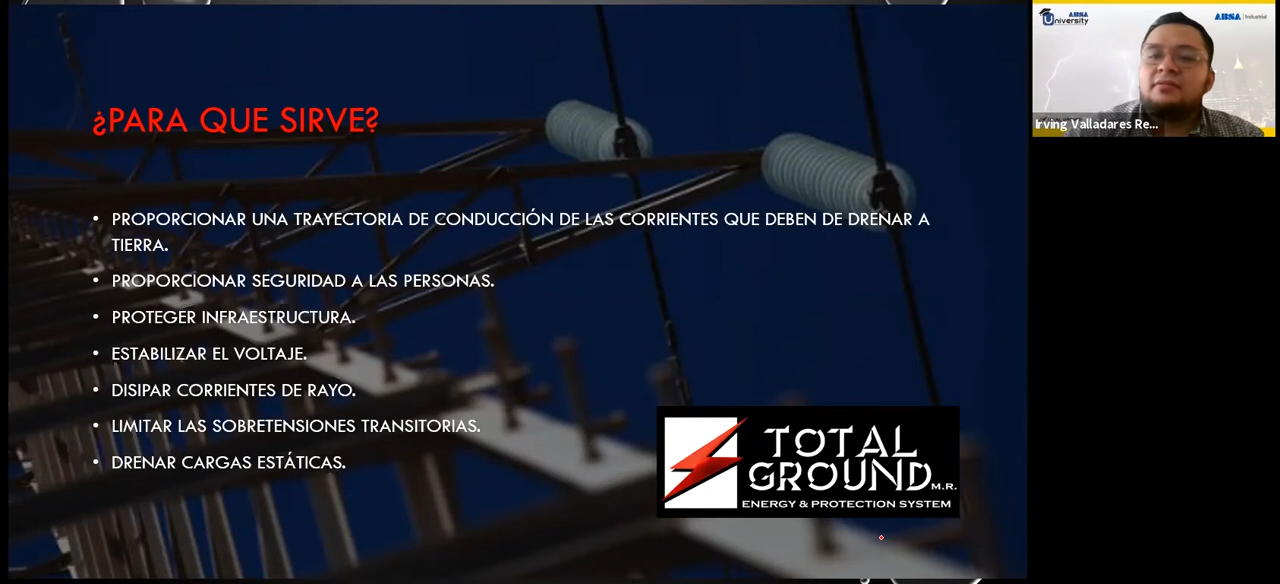 ¿PARA QUE SIRVE?
• PROPORCIONAR UNA TRAYECTORIA DE CONDUCCIÓN DE LAS CORRIENTES QUE DEBEN DE DRENAR A
TIERRA.
• PROPORCIONAR SEGURIDAD A LAS PERSONAS.
• PROTEGER INFRAESTRUCTURA.
• ESTABILIZAR EL VOLTAJE.
• DISIPAR CORRIENTES DE RAYO.
• LIMITAR LAS SOBRETENSIONES TRANSITORIAS.
• DRENAR CARGAS ESTÁTICAS.
TOTAL
GROUND M.R.
ENERGY & PROTECTION SYSTEM
ABSA
University
ABSA | Industrial
Irving Valladares Re...